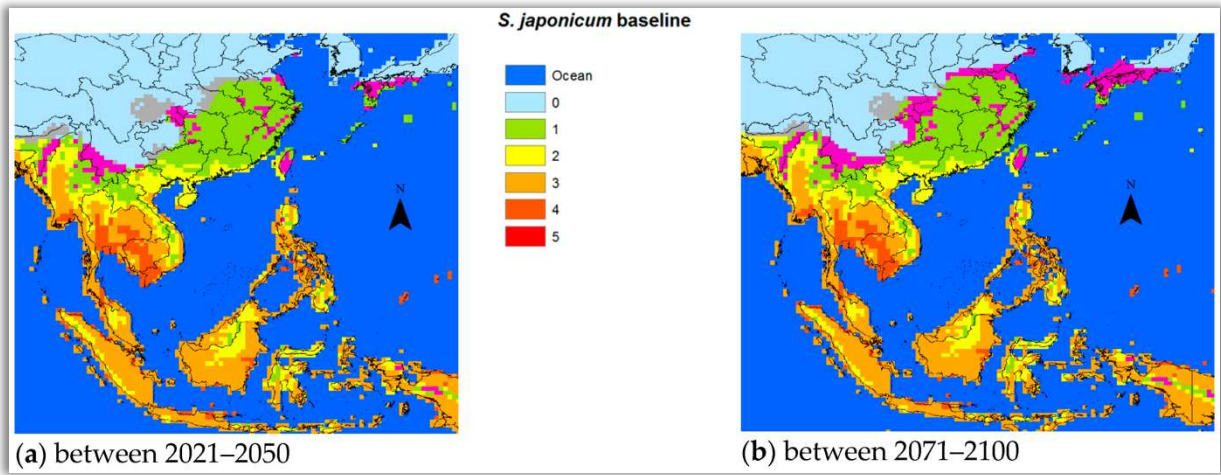 S. japonicum baseline
Ocean
0
1
2
3
4
5
N
N
(a) between 2021–2050
(b) between 2071–2100